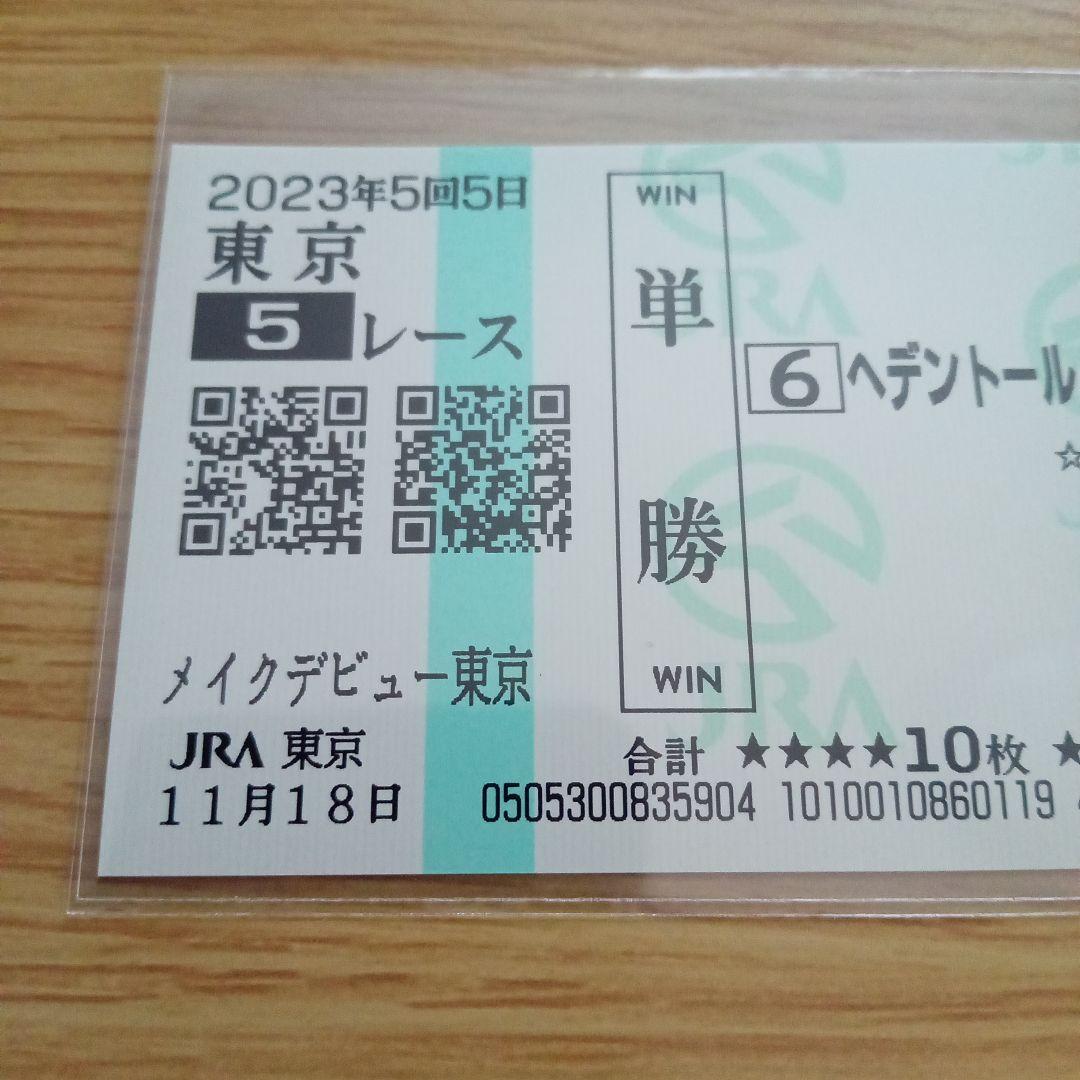 2023年5回5日
東京
5 レース
メイクデビュー東京
JRA 東京
11月18日
WIN
単勝
WIN
6 ヘデントール
☆
合計 ★★★★10枚 ★
0505300835904 1010010860119
JRA
JRA